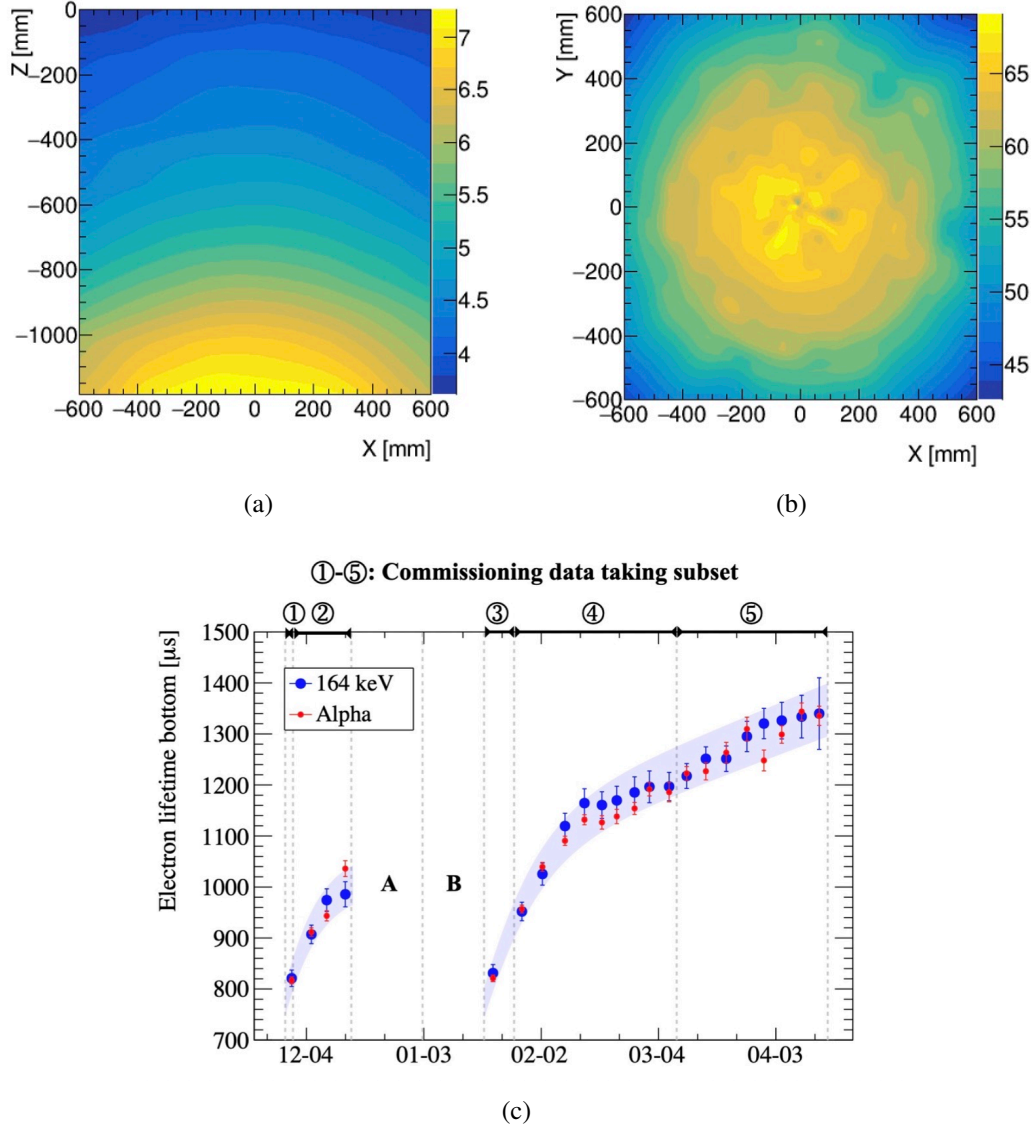 Z [mm]
0
−200
−400
−600
−800
−1000
−600 −400 −200 0 200 400 600
X [mm]
7
6.5
6
5.5
5
4.5
4
(a)
Y [mm]
600
400
200
0
−200
−400
−600
−600 −400 −200 0 200 400 600
X [mm]
65
60
55
50
45
(b)
①-⑤: Commissioning data taking subset
① ② ③ ④ ⑤
Electron lifetime bottom [μs]
1500
1400
1300
1200
1100
1000
900
800
700
164 keV
Alpha
A B
12-04 01-03 02-02 03-04 04-03
(c)